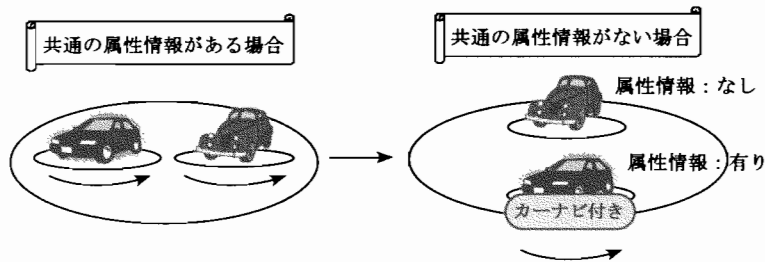 共通の属性情報がある場合
共通の属性情報がない場合
属性情報：なし
属性情報：有り
カーナビ付き